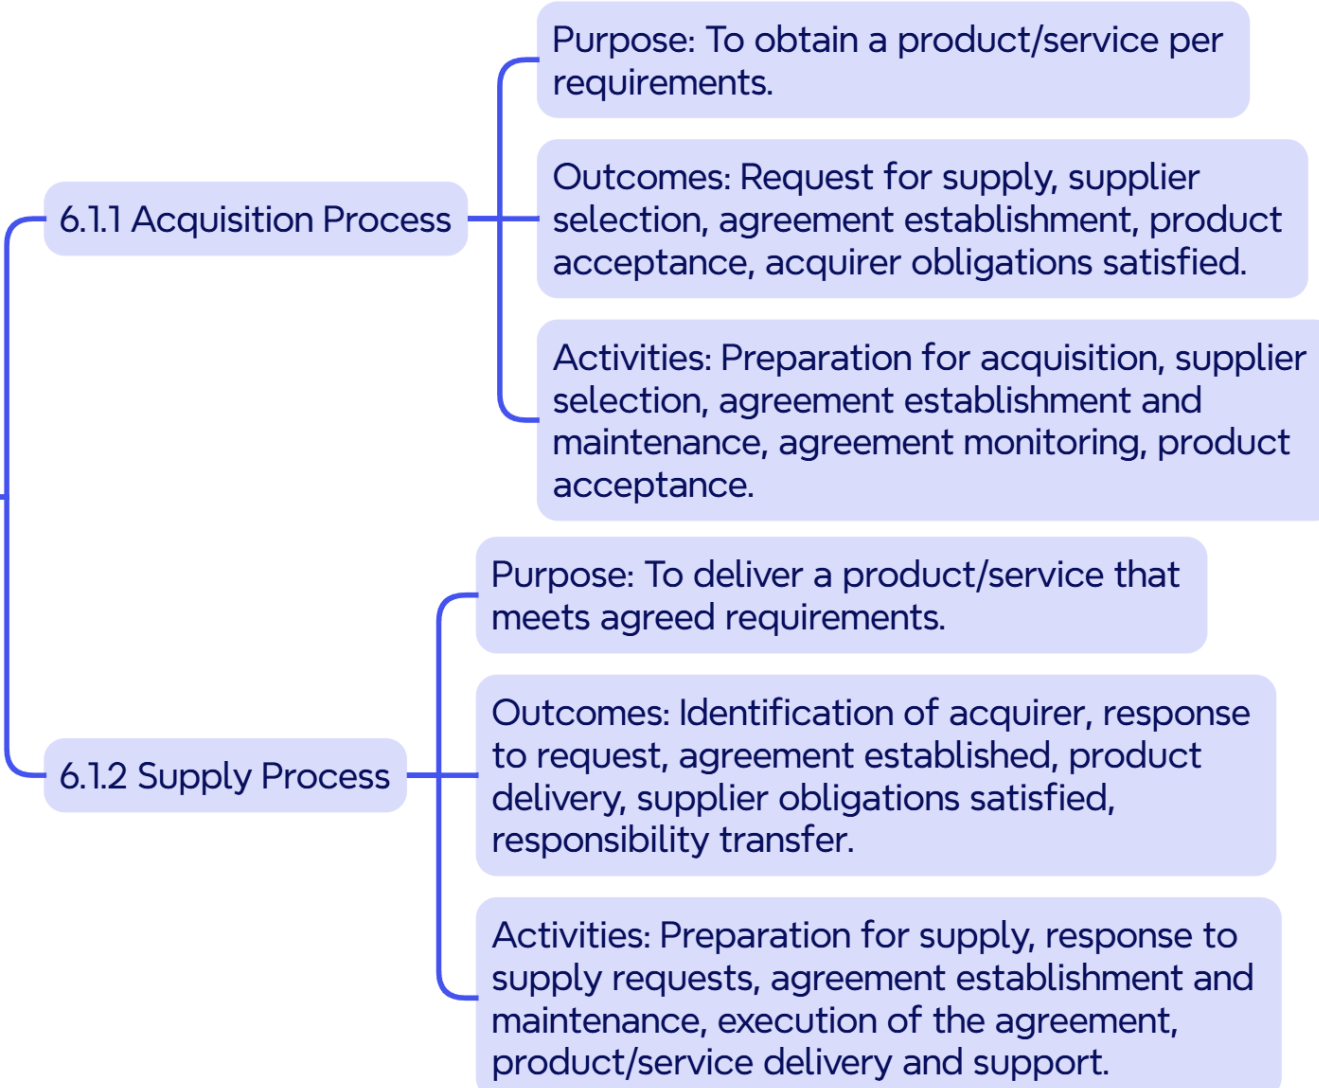 6.1.1 Acquisition Process
Purpose: To obtain a product/service per
requirements.
Outcomes: Request for supply, supplier
selection, agreement establishment, product
acceptance, acquirer obligations satisfied.
Activities: Preparation for acquisition, supplier
selection, agreement establishment and
maintenance, agreement monitoring, product
acceptance.
6.1.2 Supply Process
Purpose: To deliver a product/service that
meets agreed requirements.
Outcomes: Identification of acquirer, response
to request, agreement established, product
delivery, supplier obligations satisfied,
responsibility transfer.
Activities: Preparation for supply, response to
supply requests, agreement establishment and
maintenance, execution of the agreement,
product/service delivery and support.